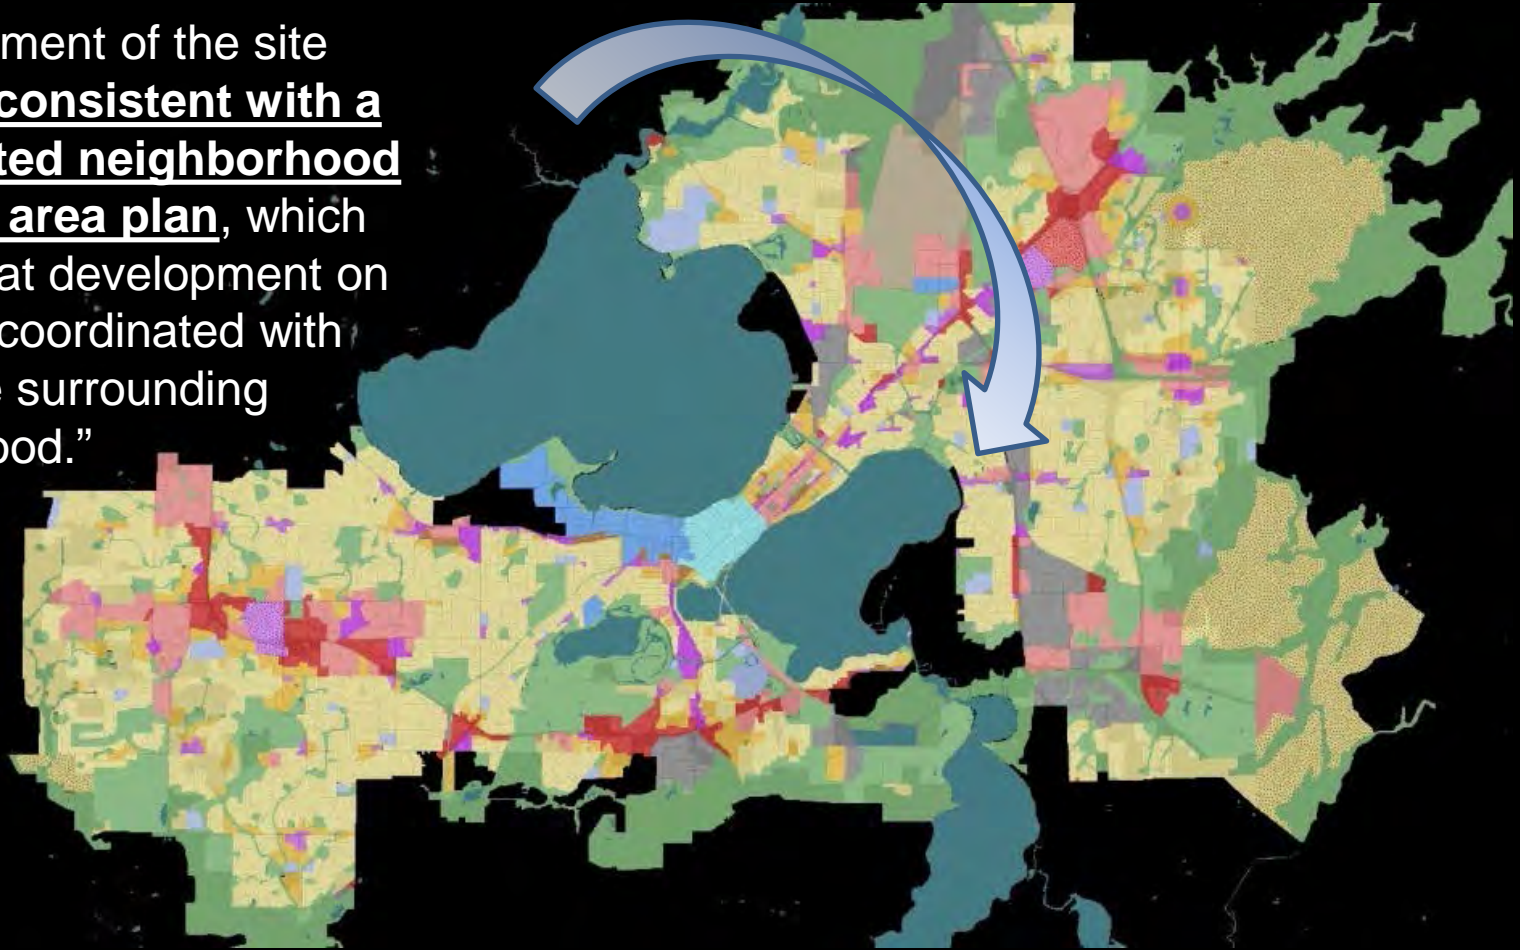 ment of the site
consistent with a
ted neighborhood
area plan, which
at development on
coordinated with
e surrounding
ood.”